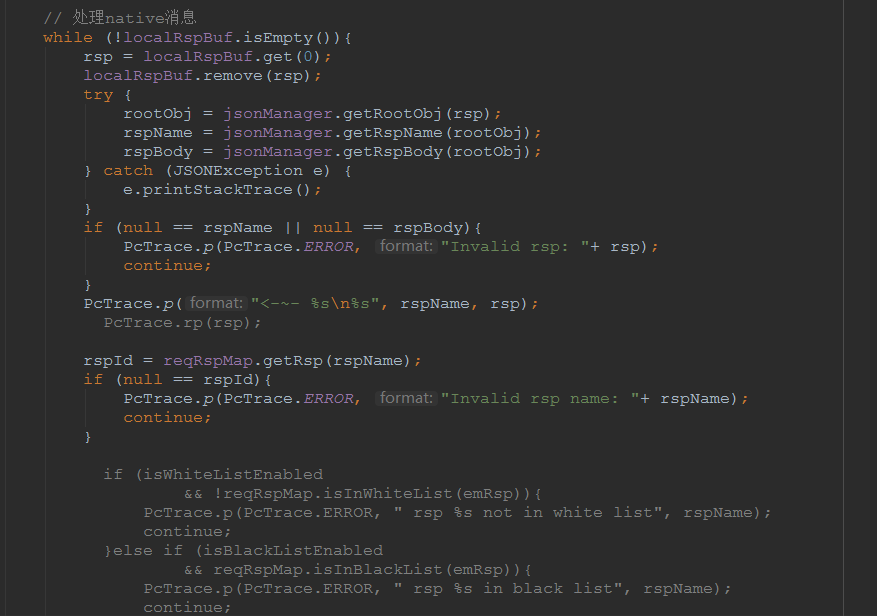 // 处理native消息
while (!localRspBuf.isEmpty()){
    rsp = localRspBuf.get(0);
    localRspBuf.remove(rsp);
    try {
        rootObj = jsonManager.getRootObj(rsp);
        rspName = jsonManager.getRspName(rootObj);
        rspBody = jsonManager.getRspBody(rootObj);
    } catch (JSONException e) {
        e.printStackTrace();
    }
    if (null == rspName || null == rspBody){
        PcTrace.p(PcTrace.ERROR, format: "Invalid rsp: "+ rsp);
        continue;
    }
    PcTrace.p( format: "<-~- %s\n%s", rspName, rsp);
      PcTrace.rp(rsp);

    rspId = reqRspMap.getRsp(rspName);
    if (null == rspId){
        PcTrace.p(PcTrace.ERROR, format: "Invalid rsp name: "+ rspName);
        continue;
    }

      if (isWhiteListEnabled
              && !reqRspMap.isInWhiteList(emRsp)){
          PcTrace.p(PcTrace.ERROR, " rsp %s not in white list", rspName);
          continue;
      }else if (isBlackListEnabled
              && reqRspMap.isInBlackList(emRsp)){
          PcTrace.p(PcTrace.ERROR, " rsp %s in black list", rspName);
          continue;